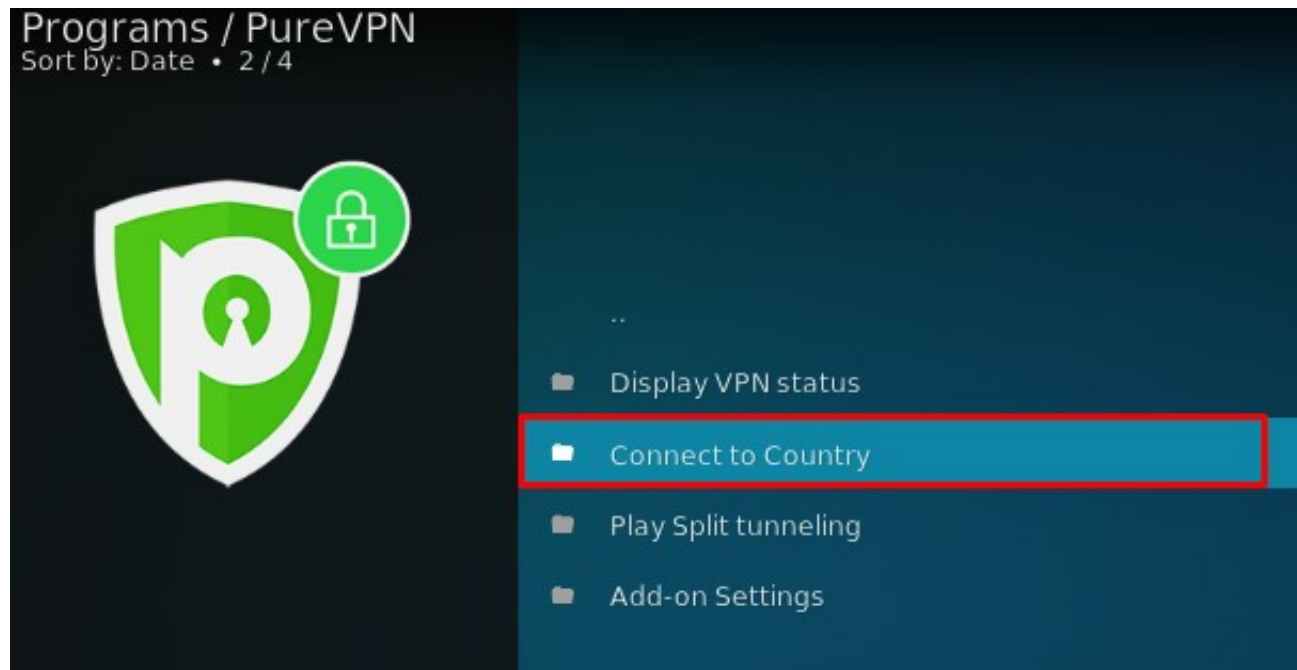 Programs / PureVPN
Sort by: Date • 2 / 4
..
Display VPN status
Connect to Country
Play Split tunneling
Add-on Settings